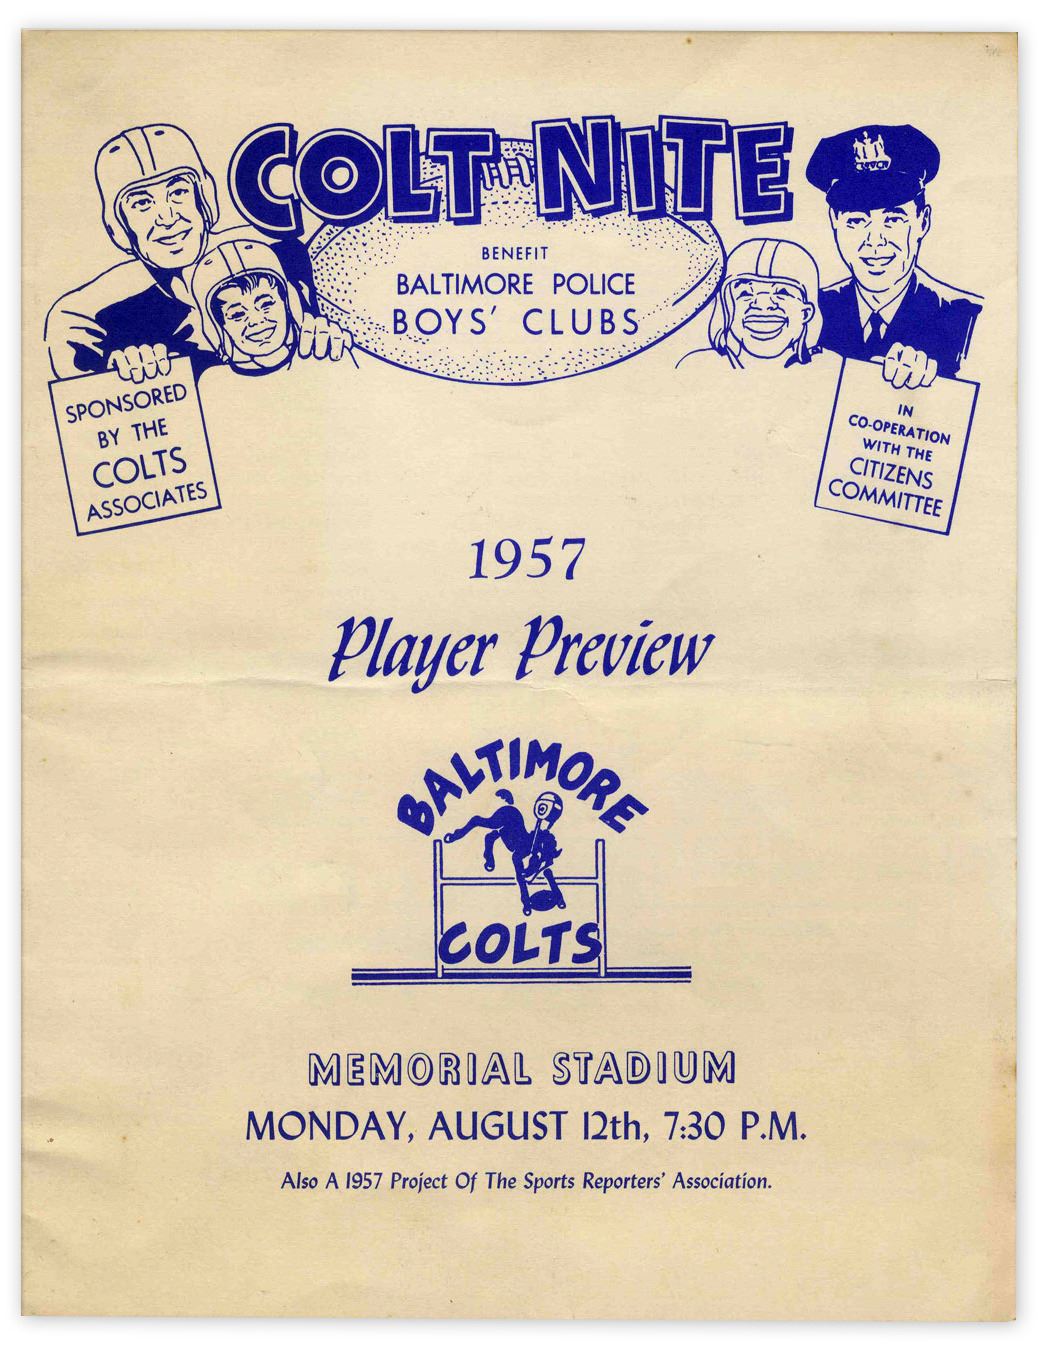 COLT NITE
BENEFIT
BALTIMORE POLICE
BOYS' CLUBS
SPONSORED
BY THE
COLTS
ASSOCIATES
IN
CO-OPERATION
WITH THE
CITIZENS
COMMITTEE
1957
Player Preview
BALTIMORE
COLTS
MEMORIAL STADIUM
MONDAY, AUGUST 12th, 7:30 P.M.
Also A 1957 Project Of The Sports Reporters' Association.